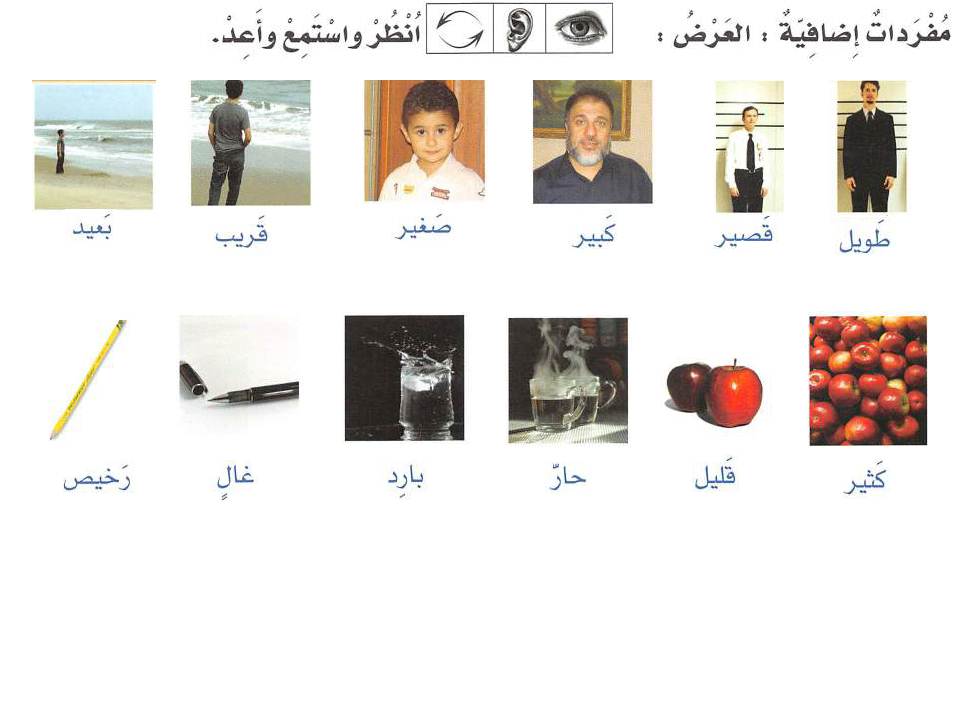 مُفْرَداتٌ إِضافِيّةٌ : العَرْضُ : اُنْظُرْ واسْتَمِعْ وأَعِدْ.
طَويل قَصير كَبير صَغير قَريب بَعيد
كَثير قَليل حارّ بارِد غالٍ رَخيص